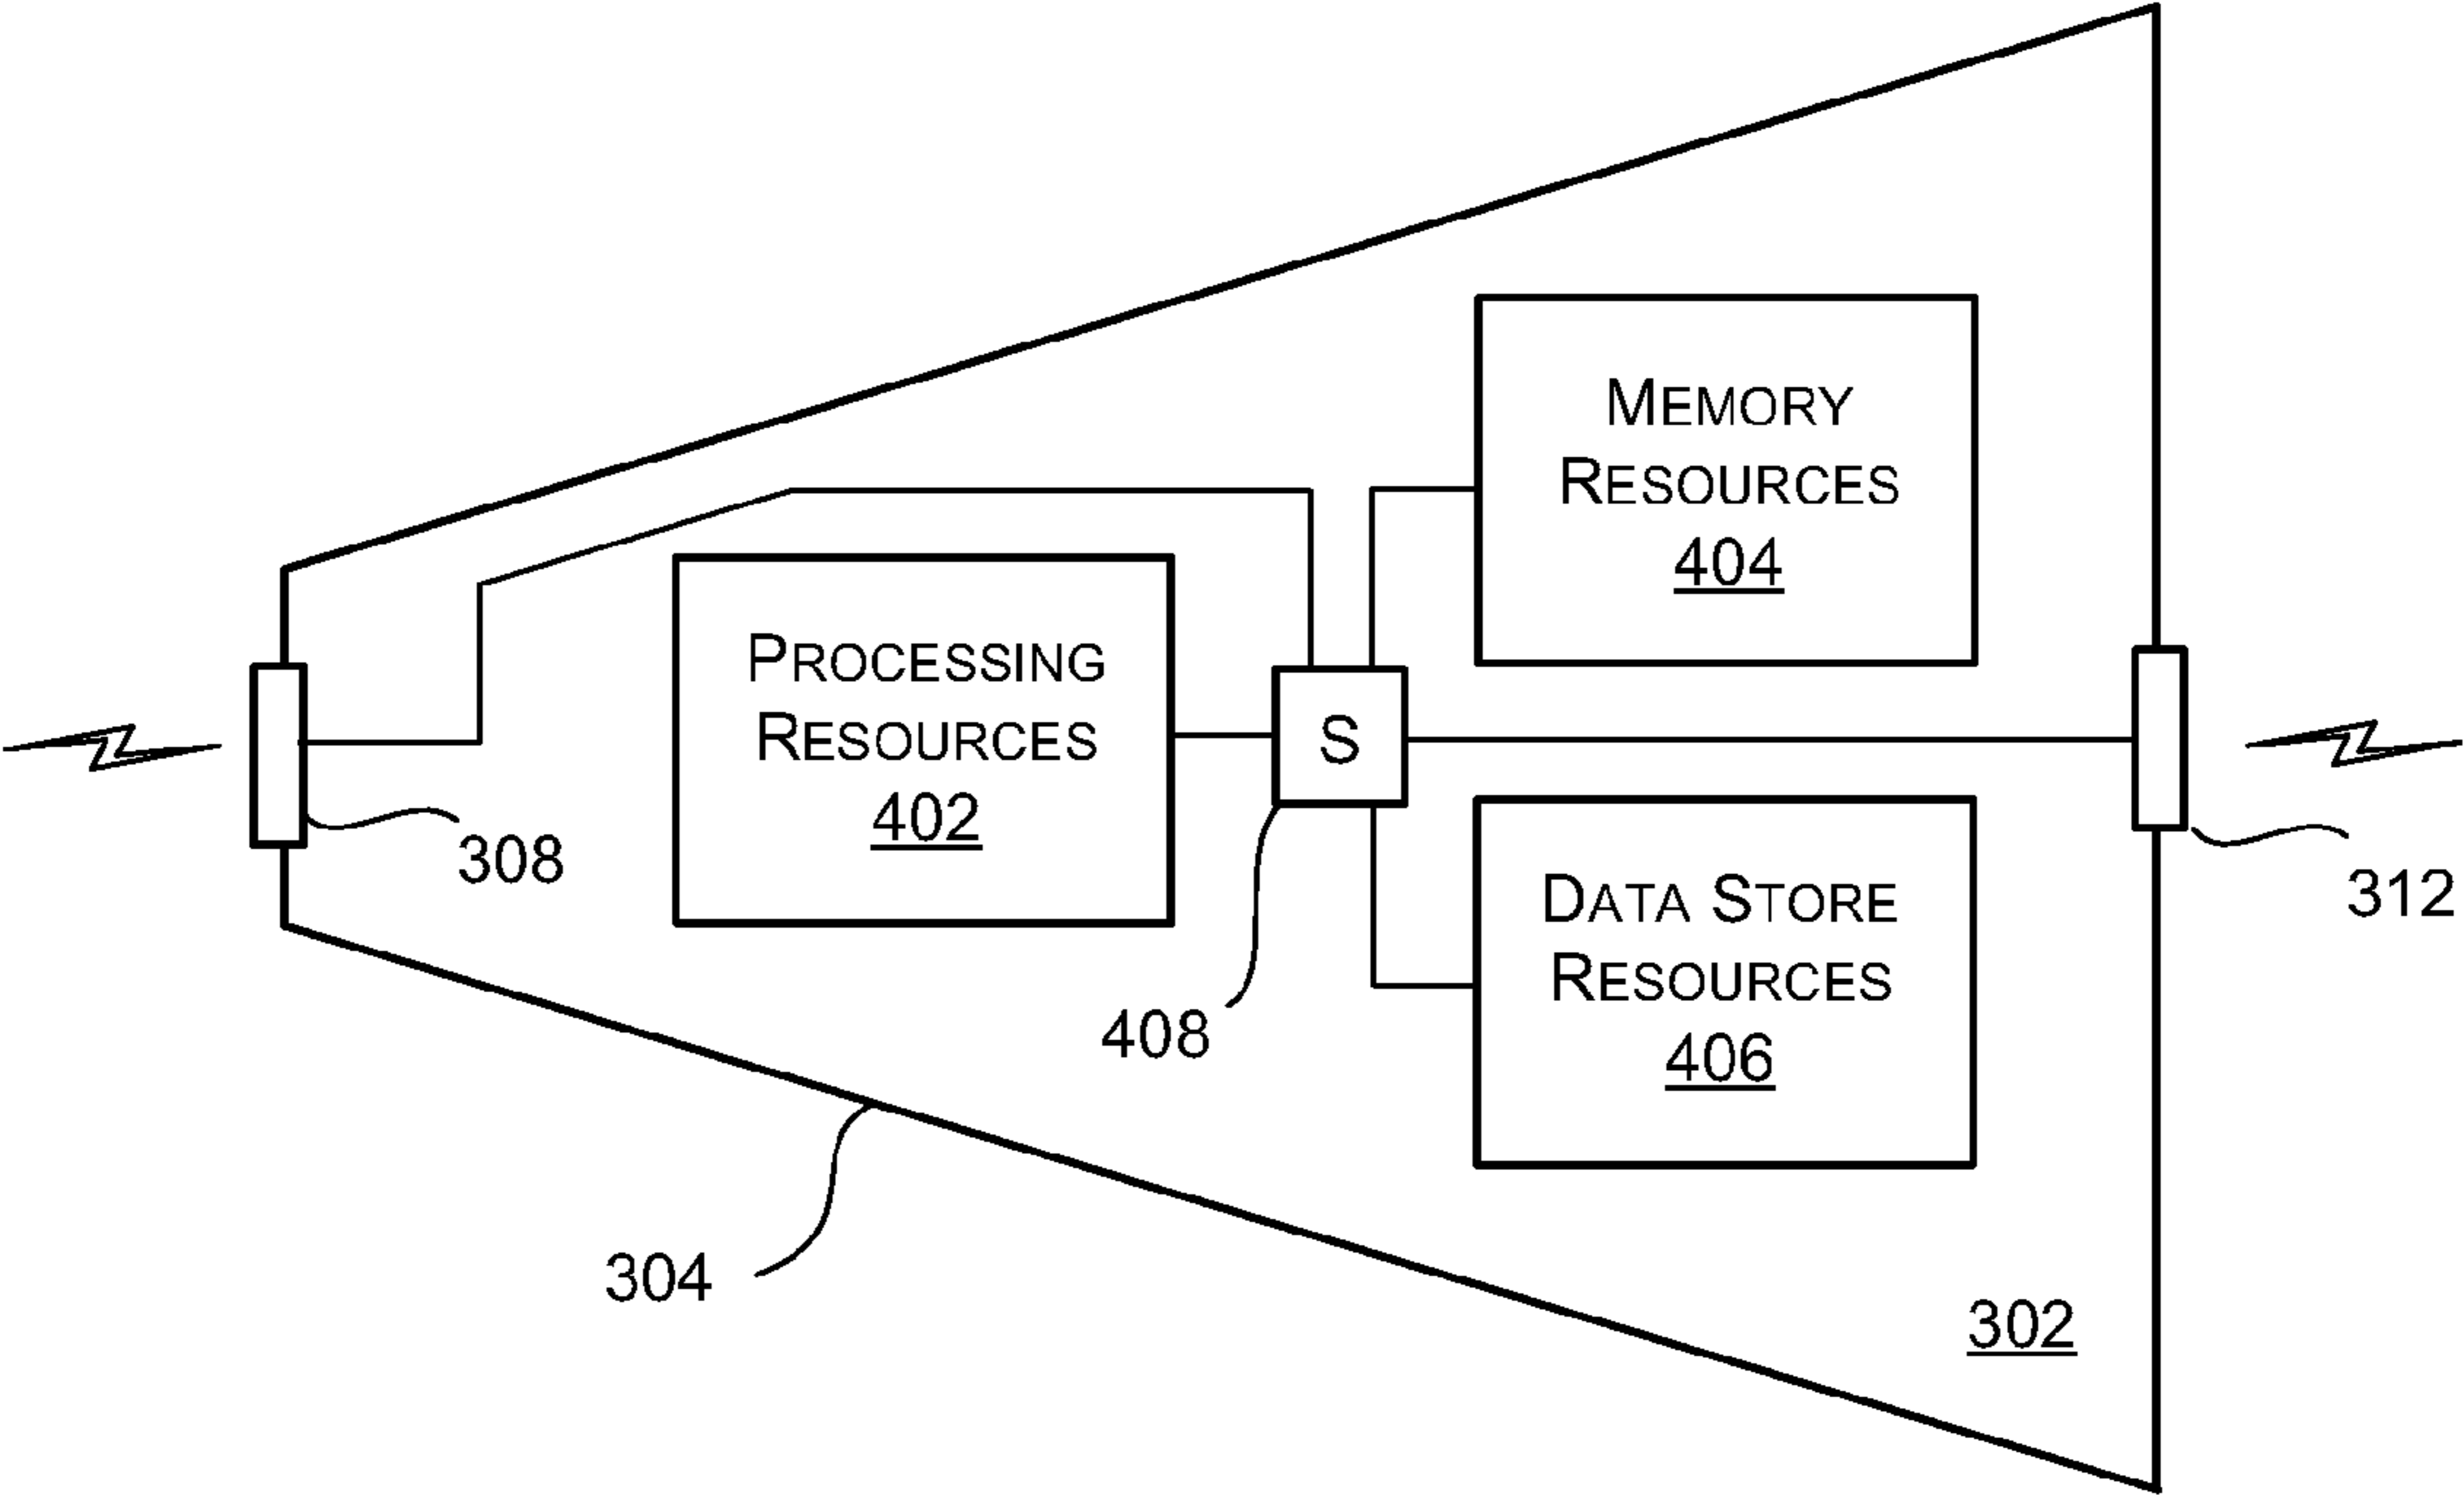 MEMORY
RESOURCES
404
PROCESSING
RESOURCES
402
S
308
312
DATA STORE
RESOURCES
406
408
304
302